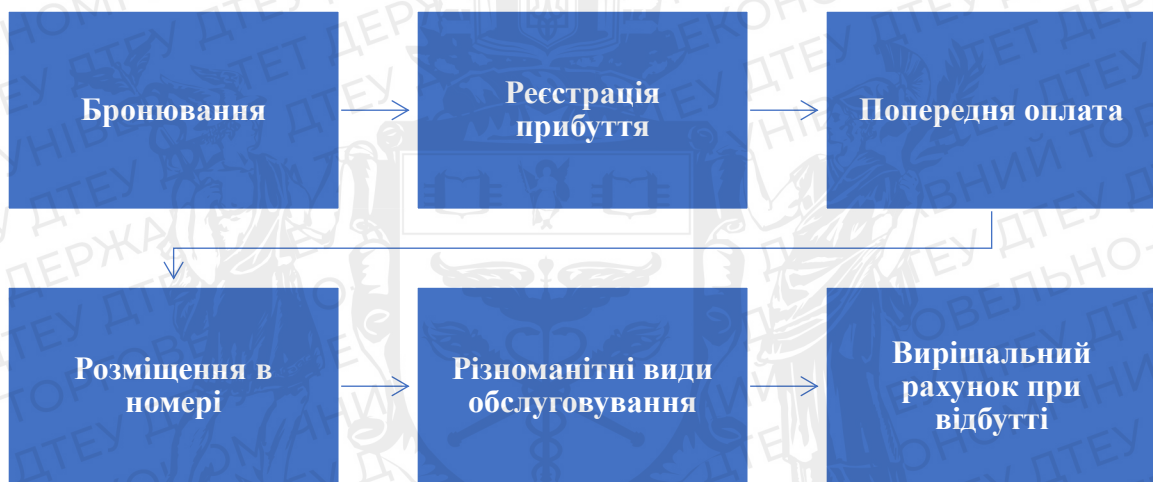 Бронювання
Реєстрація
прибуття
Попередня оплата
Розміщення в
номері
Різноманітні види
обслуговування
Вирішальний
рахунок при
відбутті